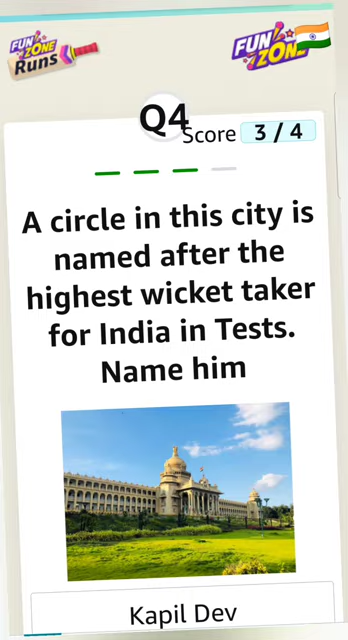 FUN
ZONE
Runs
FUN
ZON
Q4
Score 3 / 4
A circle in this city is
named after the
highest wicket taker
for India in Tests.
Name him
Kapil Dev